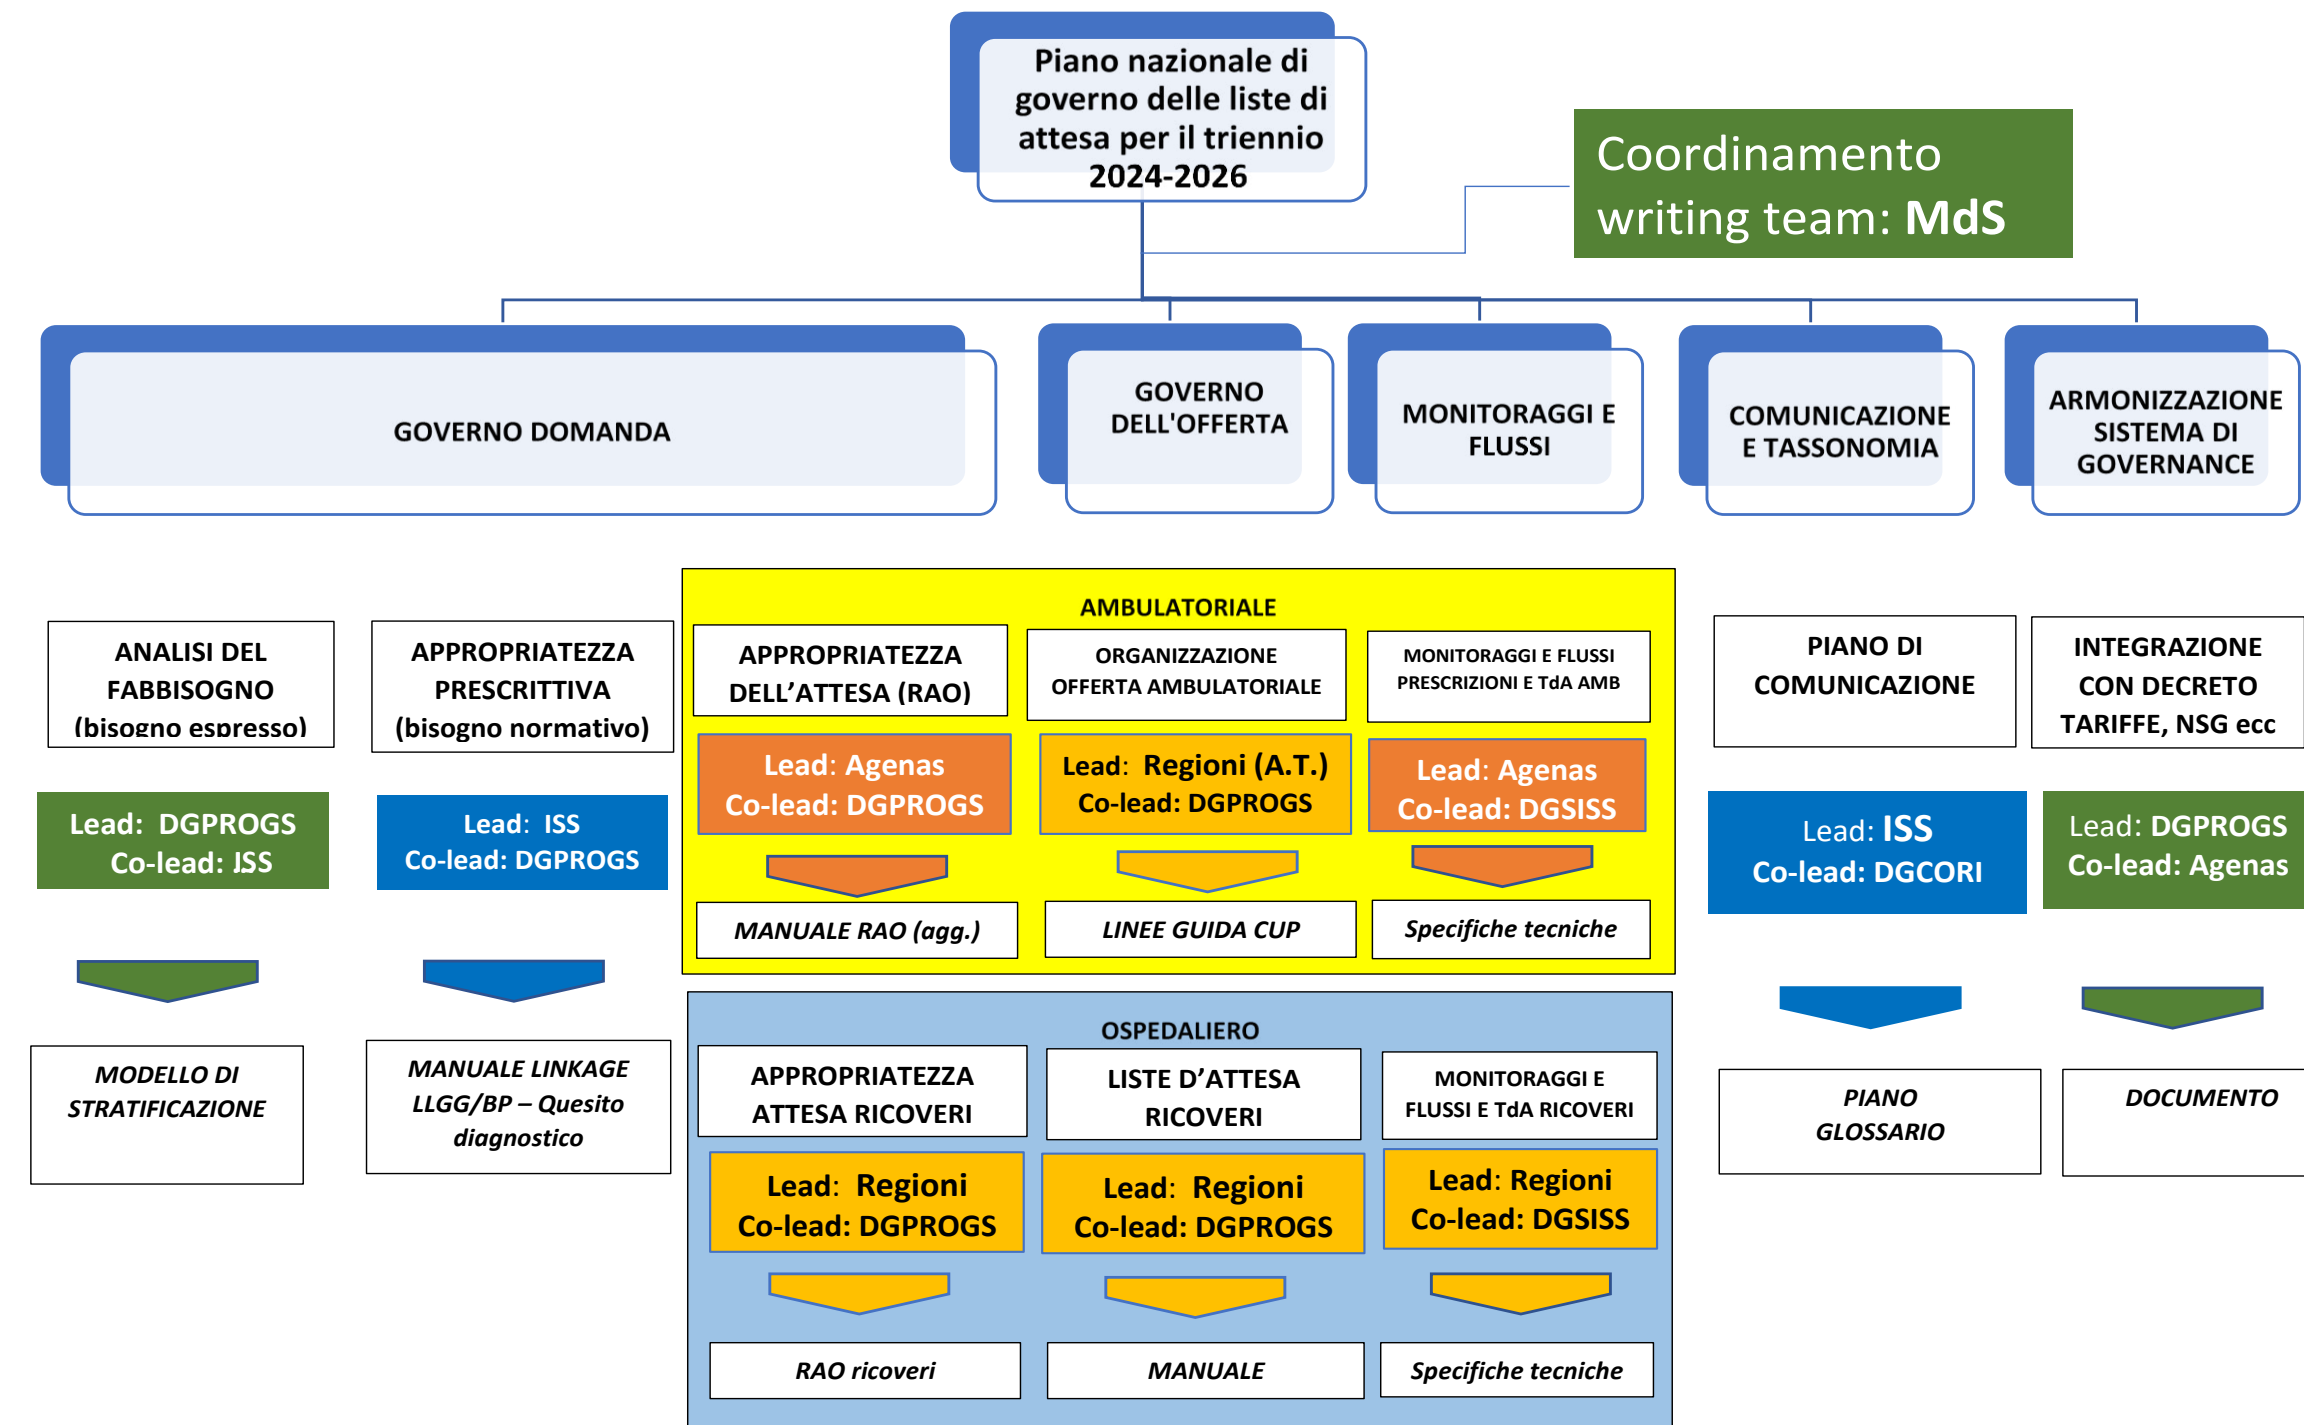 Piano nazionale di
governo delle liste di
attesa per il triennio
2024-2026
Coordinamento
writing team: MdS
GOVERNO DOMANDA
GOVERNO
DELL'OFFERTA
MONITORAGGI E
FLUSSI
COMUNICAZIONE
E TASSONOMIA
ARMONIZZAZIONE
SISTEMA DI
GOVERNANCE
ANALISI DEL
FABBISOGNO
(bisogno espresso)
Lead: DGPROGS
Co-lead: ISS
MODELLO DI
STRATIFICAZIONE
APPROPRIATEZZA
PRESCRITTIVA
(bisogno normativo)
Lead: ISS
Co-lead: DGPROGS
MANUALE LINKAGE
LLGG/BP – Quesito
diagnostico
AMBULATORIALE
APPROPRIATEZZA
DELL’ATTESA (RAO)
Lead: Agenas
Co-lead: DGPROGS
MANUALE RAO (agg.)
ORGANIZZAZIONE
OFFERTA AMBULATORIALE
Lead: Regioni (A.T.)
Co-lead: DGPROGS
LINEE GUIDA CUP
MONITORAGGI E FLUSSI
PRESCRIZIONI E TdA AMB
Lead: Agenas
Co-lead: DGSISS
Specifiche tecniche
OSPEDALIERO
APPROPRIATEZZA
ATTESA RICOVERI
Lead: Regioni
Co-lead: DGPROGS
RAO ricoveri
LISTE D’ATTESA
RICOVERI
Lead: Regioni
Co-lead: DGPROGS
MANUALE
MONITORAGGI E
FLUSSI E TdA RICOVERI
Lead: Regioni
Co-lead: DGSISS
Specifiche tecniche
PIANO DI
COMUNICAZIONE
Lead: ISS
Co-lead: DGCORI
PIANO
GLOSSARIO
INTEGRAZIONE
CON DECRETO
TARIFFE, NSG ecc
Lead: DGPROGS
Co-lead: Agenas
DOCUMENTO